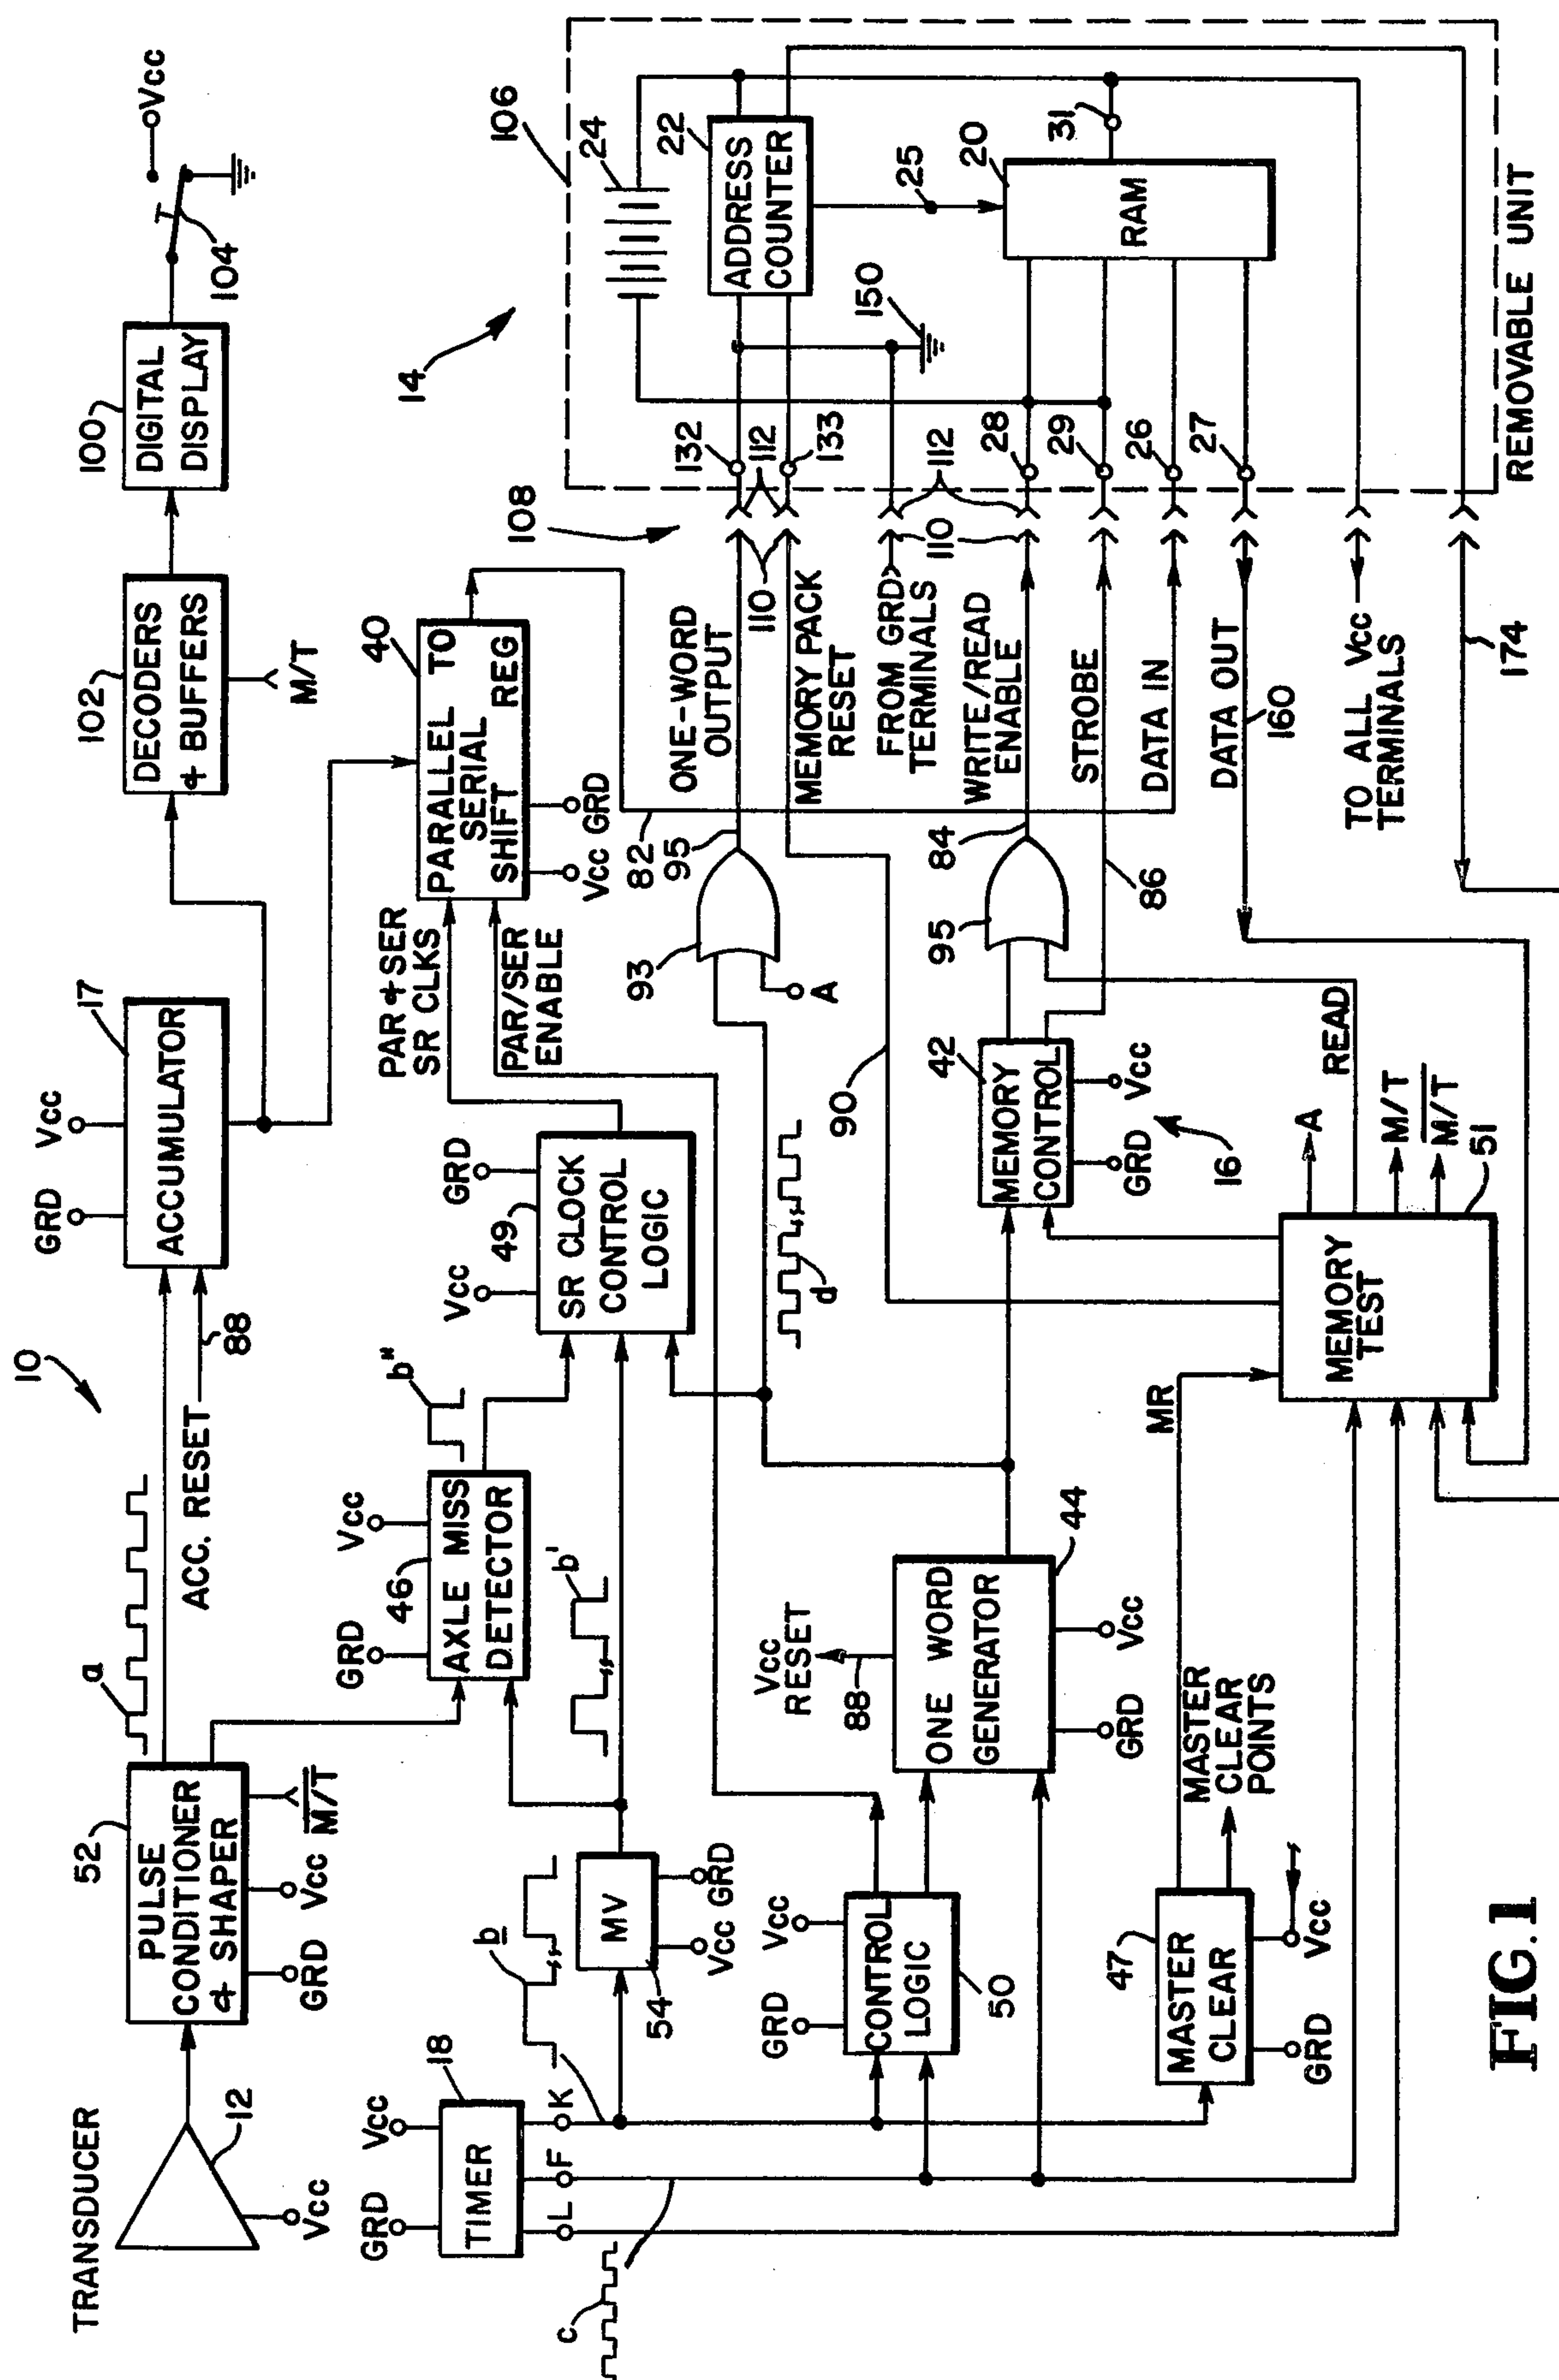 10
TRANSDUCER
12
Vcc
52
PULSE
CONDITIONER
& SHAPER
GRD
Vcc
M/T
a
ACC. RESET
88
GRD
Vcc
17
ACCUMULATOR
102
DECODERS
& BUFFERS
M/T
100
DIGITAL
DISPLAY
104
Vcc
GRD
Vcc
18
TIMER
L
F
K
c
b
MV
54
Vcc
GRD
b'
GRD
Vcc
46
AXLE MISS
DETECTOR
b"
Vcc
GRD
49
SR CLOCK
CONTROL
LOGIC
PAR & SER
SR CLKS
PAR/SER
ENABLE
40
PARALLEL TO
SERIAL
SHIFT REG
Vcc
GRD
82
GRD
Vcc
CONTROL
LOGIC
50
Vcc
RESET
88
ONE WORD
GENERATOR
44
GRD
Vcc
d
93
A
95
ONE-WORD
OUTPUT
90
MEMORY PACK
RESET
FROM GRD
TERMINALS
WRITE/READ
ENABLE
STROBE
DATA IN
DATA OUT
160
TO ALL Vcc
TERMINALS
174
42
MEMORY
CONTROL
GRD
Vcc
16
95
84
86
READ
47
MASTER
CLEAR
GRD
Vcc
MASTER
CLEAR
POINTS
MR
MEMORY
TEST
51
A
M/T
M/T
14
108
110
112
110
112
132
133
28
29
26
27
106
24
22
ADDRESS
COUNTER
150
25
20
RAM
31
REMOVABLE UNIT
FIG. 1